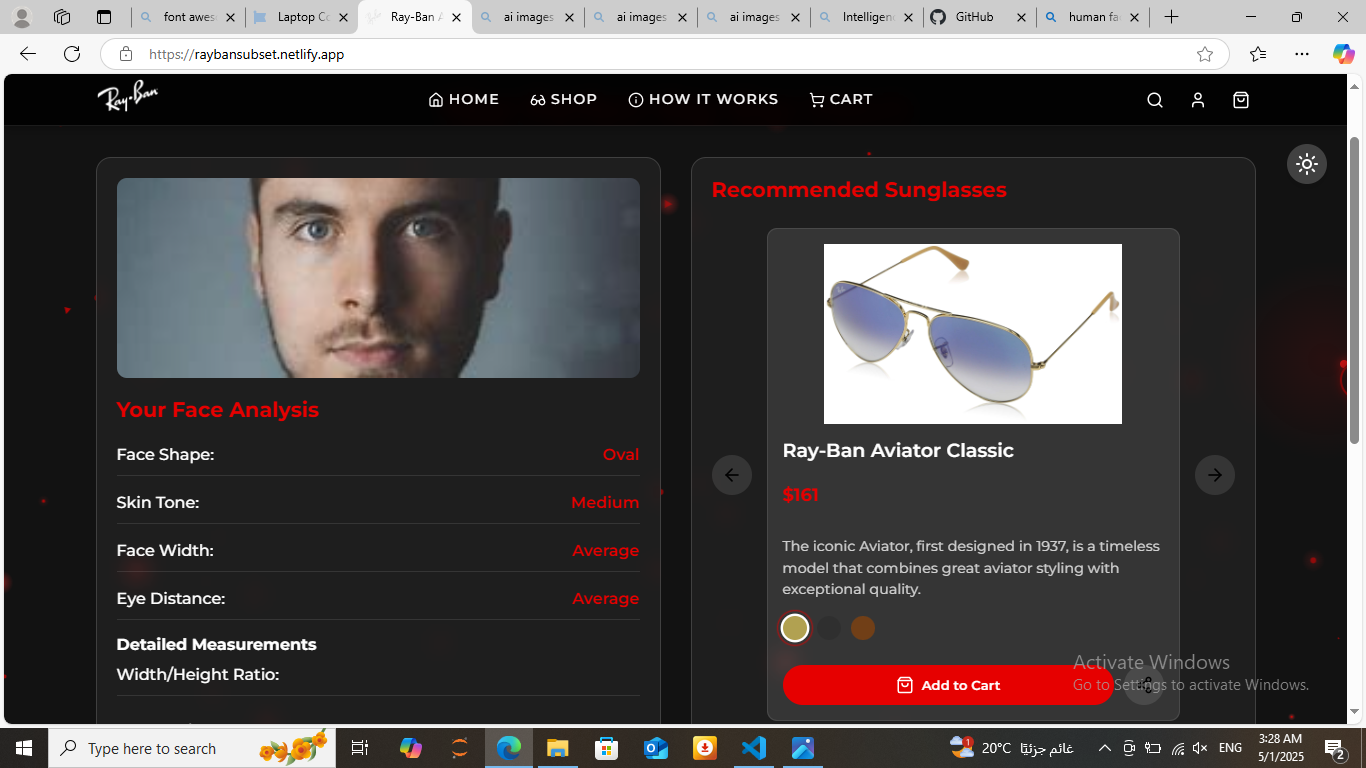 font awes
Laptop Co
Ray-Ban A
ai images
ai images
ai images
Intelligen
GitHub
human fa
https://raybansubset.netlify.app
Ray-Ban
HOME
SHOP
HOW IT WORKS
CART
Your Face Analysis
Face Shape:
Oval
Skin Tone:
Medium
Face Width:
Average
Eye Distance:
Average
Detailed Measurements
Width/Height Ratio:
Recommended Sunglasses
Ray-Ban Aviator Classic
$161
The iconic Aviator, first designed in 1937, is a timeless
model that combines great aviator styling with
exceptional quality.
Add to Cart
Activate Windows
Go to Settings to activate Windows.
Type here to search
1
20°C
غائم جزئيًا
ENG
3:28 AM
5/1/2025
2